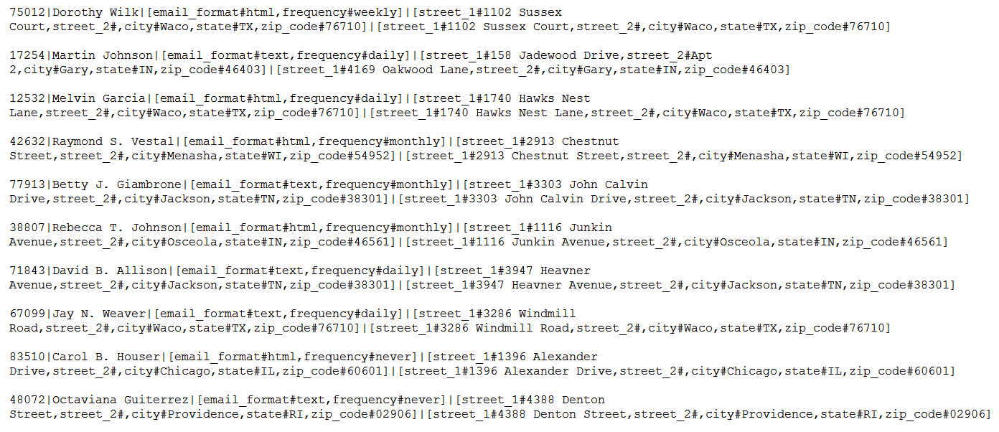 75012|Dorothy Wilk|[email_format#html,frequency#weekly]|[street_1#1102 Sussex
Court,street_2#,city#Waco,state#TX,zip_code#76710]|[street_1#1102 Sussex Court,street_2#,city#Waco,state#TX,zip_code#76710]
17254|Martin Johnson|[email_format#text,frequency#daily]|[street_1#158 Jadewood Drive,street_2#Apt
2,city#Gary,state#IN,zip_code#46403]|[street_1#4169 Oakwood Lane,street_2#,city#Gary,state#IN,zip_code#46403]
12532|Melvin Garcia|[email_format#html,frequency#daily]|[street_1#1740 Hawks Nest
Lane,street_2#,city#Waco,state#TX,zip_code#76710]|[street_1#1740 Hawks Nest Lane,street_2#,city#Waco,state#TX,zip_code#76710]
42632|Raymond S. Vestal|[email_format#html,frequency#monthly]|[street_1#2913 Chestnut
Street,street_2#,city#Menasha,state#WI,zip_code#54952]|[street_1#2913 Chestnut Street,street_2#,city#Menasha,state#WI,zip_code#54952]
77913|Betty J. Giambrone|[email_format#text,frequency#monthly]|[street_1#3303 John Calvin
Drive,street_2#,city#Jackson,state#TN,zip_code#38301]|[street_1#3303 John Calvin Drive,street_2#,city#Jackson,state#TN,zip_code#38301]
38807|Rebecca T. Johnson|[email_format#html,frequency#monthly]|[street_1#1116 Junkin
Avenue,street_2#,city#Osceola,state#IN,zip_code#46561]|[street_1#1116 Junkin Avenue,street_2#,city#Osceola,state#IN,zip_code#46561]
71843|David B. Allison|[email_format#text,frequency#daily]|[street_1#3947 Heavner
Avenue,street_2#,city#Jackson,state#TN,zip_code#38301]|[street_1#3947 Heavner Avenue,street_2#,city#Jackson,state#TN,zip_code#38301]
67099|Jay N. Weaver|[email_format#text,frequency#daily]|[street_1#3286 Windmill
Road,street_2#,city#Waco,state#TX,zip_code#76710]|[street_1#3286 Windmill Road,street_2#,city#Waco,state#TX,zip_code#76710]
83510|Carol B. Houser|[email_format#html,frequency#never]|[street_1#1396 Alexander
Drive,street_2#,city#Chicago,state#IL,zip_code#60601]|[street_1#1396 Alexander Drive,street_2#,city#Chicago,state#IL,zip_code#60601]
48072|Octaviana Guiterrez|[email_format#text,frequency#never]|[street_1#4388 Denton
Street,street_2#,city#Providence,state#RI,zip_code#02906]|[street_1#4388 Denton Street,street_2#,city#Providence,state#RI,zip_code#02906]